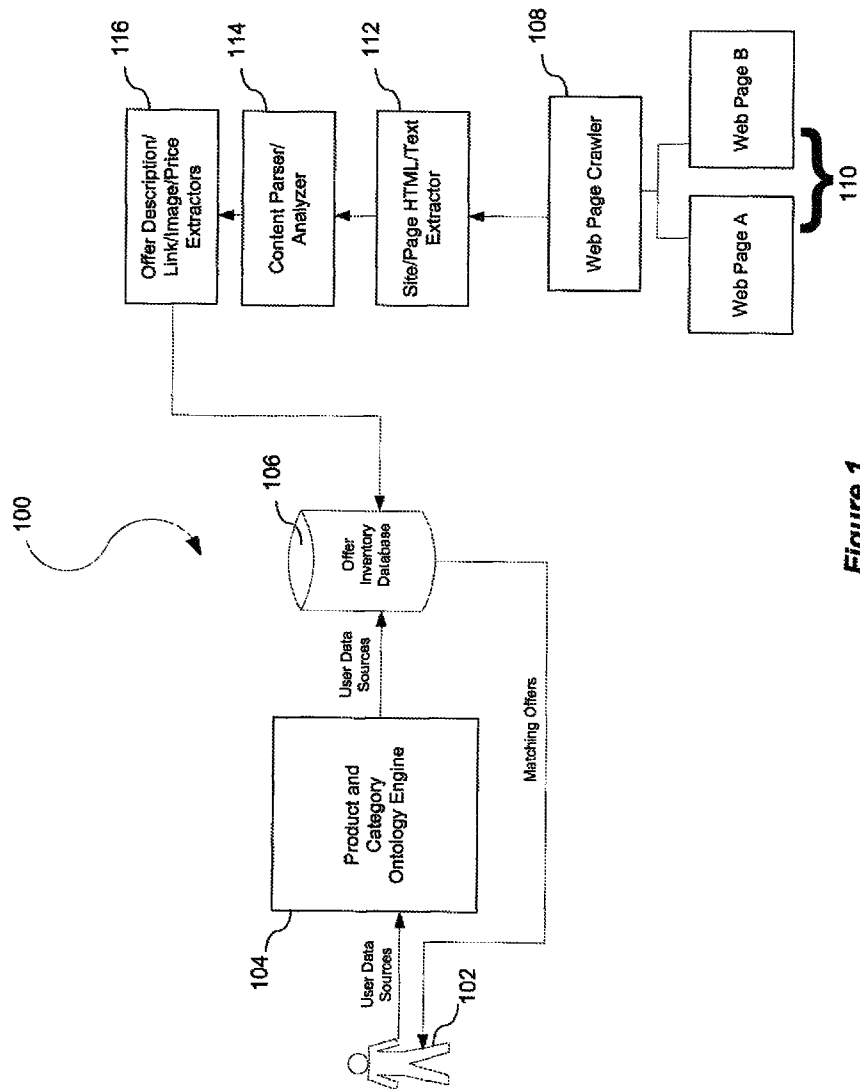 100
116
Offer Description/
Link/Image/Price
Extractors
114
Content Parser/
Analyzer
112
Site/Page HTML/Text
Extractor
108
Web Page Crawler
Web Page A
Web Page B
110
106
Offer
Inventory
Database
User Data
Sources
Product and
Category
Ontology Engine
104
User Data
Sources
102
Matching Offers
Figure 1